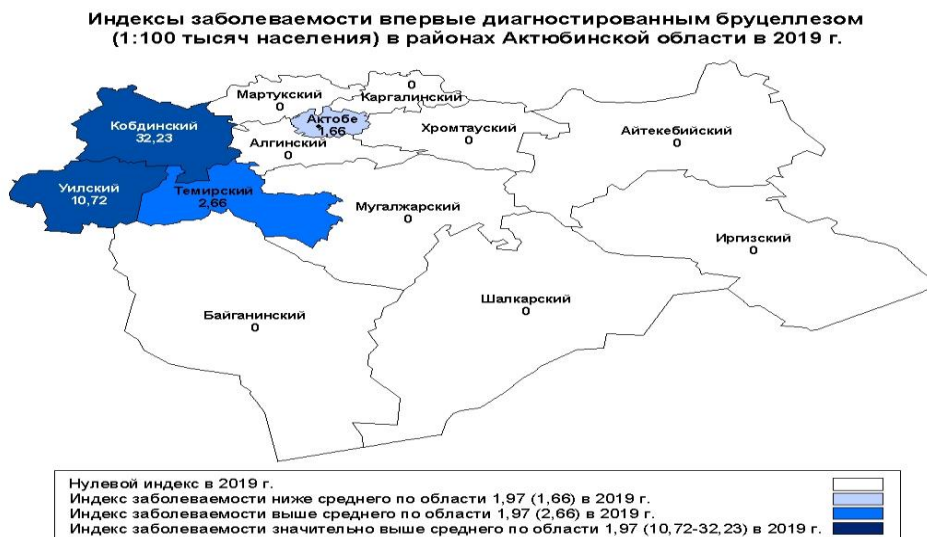 Индексы заболеваемости впервые диагностированным бруцеллезом
(1:100 тысяч населения) в районах Актюбинской области в 2019 г.
Мартукский
0
0
Каргалинский
Актобе
1,66
Кобдинский
32,23
Алгинский
0
Хромтауский
0
Айтекебийский
0
Уилский
10,72
Темирский
2,66
Мугалжарский
0
Иргизский
0
Байганинский
0
Шалкарский
0
Нулевой индекс в 2019 г.
Индекс заболеваемости ниже среднего по области 1,97 (1,66) в 2019 г.
Индекс заболеваемости выше среднего по области 1,97 (2,66) в 2019 г.
Индекс заболеваемости значительно выше среднего по области 1,97 (10,72-32,23) в 2019 г.